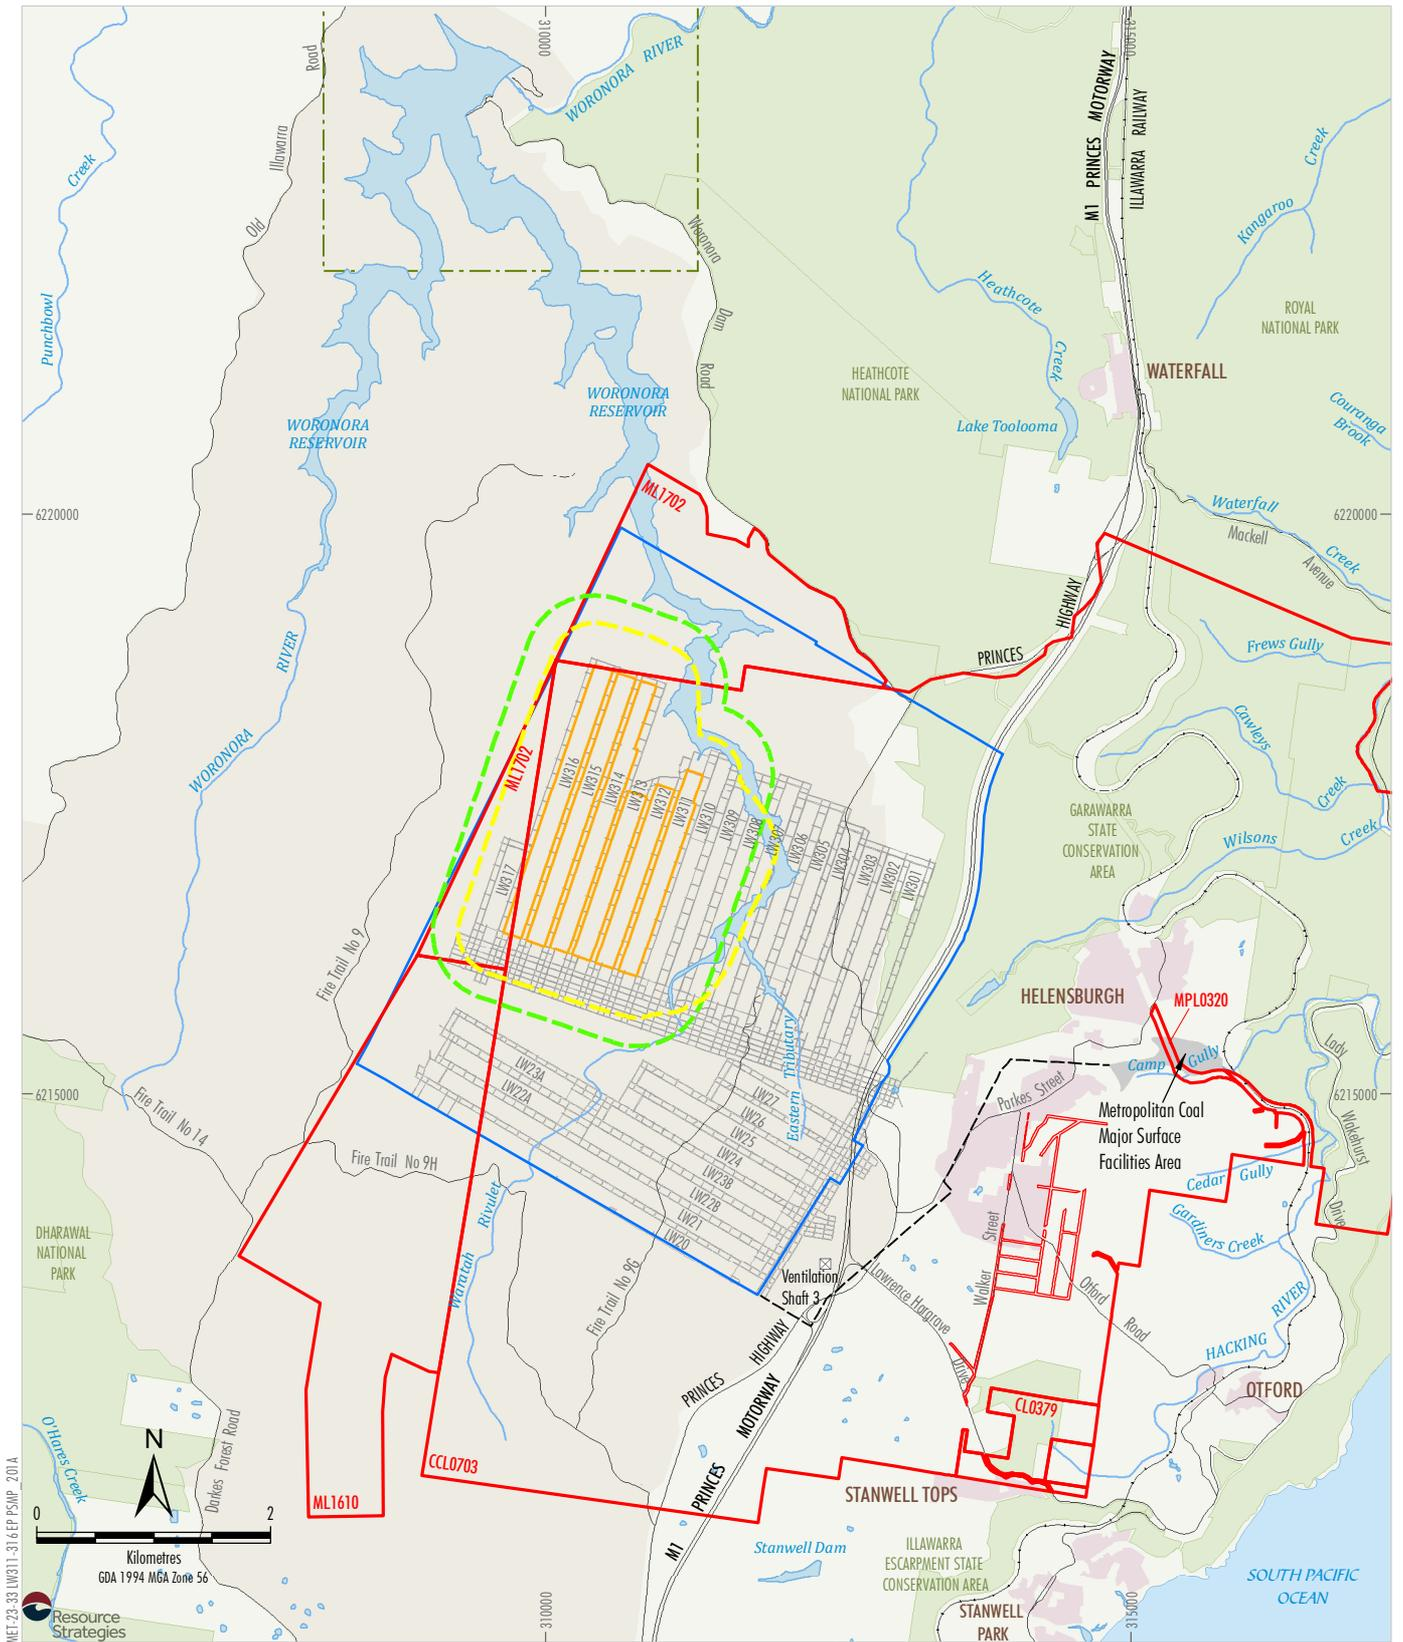 310000
315000
Road
Illawarra
Old
Creek
Punchbowl
WORONORA RIVER
M1 PRINCES MOTORWAY
ILLAWARRA RAILWAY
Creek
Kangaroo
Woronora
Dam
Road
Heathcote
Creek
ROYAL
NATIONAL PARK
HEATHCOTE
NATIONAL PARK
WATERFALL
Couranga
Brook
Lake Toolooma
WORONORA
RESERVOIR
WORONORA
RESERVOIR
ML1702
6220000
6220000
Waterfall
Creek
Mackell
Avenue
HIGHWAY
PRINCES
Frews Gully
RIVER
WORONORA
Cawleys
Creek
ML1702
LW316
LW315
LW314
LW313
LW312
LW311
LW310
LW309
LW308
LW307
LW306
LW305
LW304
LW303
LW302
LW301
LW317
GARAWARRA
STATE
CONSERVATION
AREA
Wilsons
Creek
Fire Trail No 9
HELENSBURGH
MPL0320
Lady
Wakehurst
Drive
Camp Gully
Eastern Tributary
Parkes Street
6215000
6215000
Fire Trail No 14
Fire Trail No 9H
LW23A
LW22A
LW27
LW26
LW25
LW24
LW23B
LW22B
LW21
LW20
Metropolitan Coal
Major Surface
Facilities Area
Cedar Gully
Gardiners Creek
Waratah Rivulet
Fire Trail No 9G
DHARAWAL
NATIONAL
PARK
Ventilation
Shaft 3
Lawrence Hargrave
Drive
Walker Street
Otford
Road
HACKING RIVER
OTFORD
PRINCES HIGHWAY
M1 PRINCES MOTORWAY
CL0379
CCL0703
ML1610
STANWELL TOPS
Darkes Forest Road
O'Hares Creek
N
0 2
Kilometres
GDA 1994 MGA Zone 56
Stanwell Dam
ILLAWARRA
ESCARPMENT STATE
CONSERVATION AREA
STANWELL
PARK
SOUTH PACIFIC
OCEAN
310000
315000
MET-23-33 LW311-316 EP PSMP_201A
Resource
Strategies